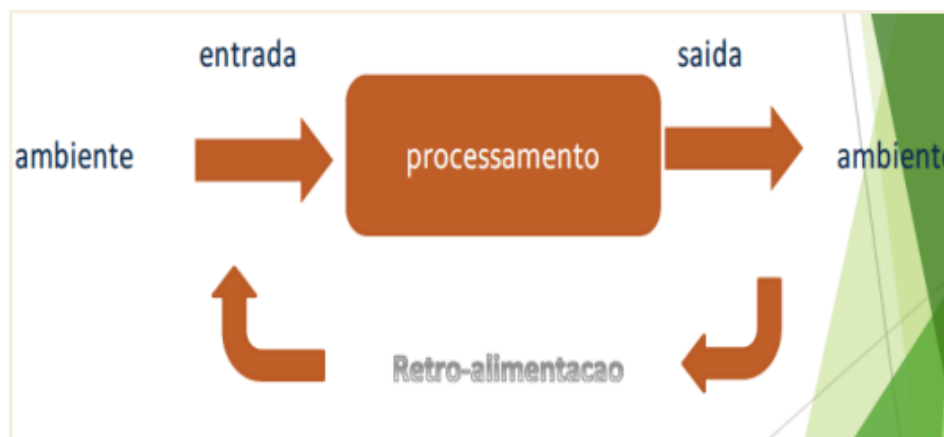 entrada
saida
ambiente
processamento
ambiente
Retro-alimentacao